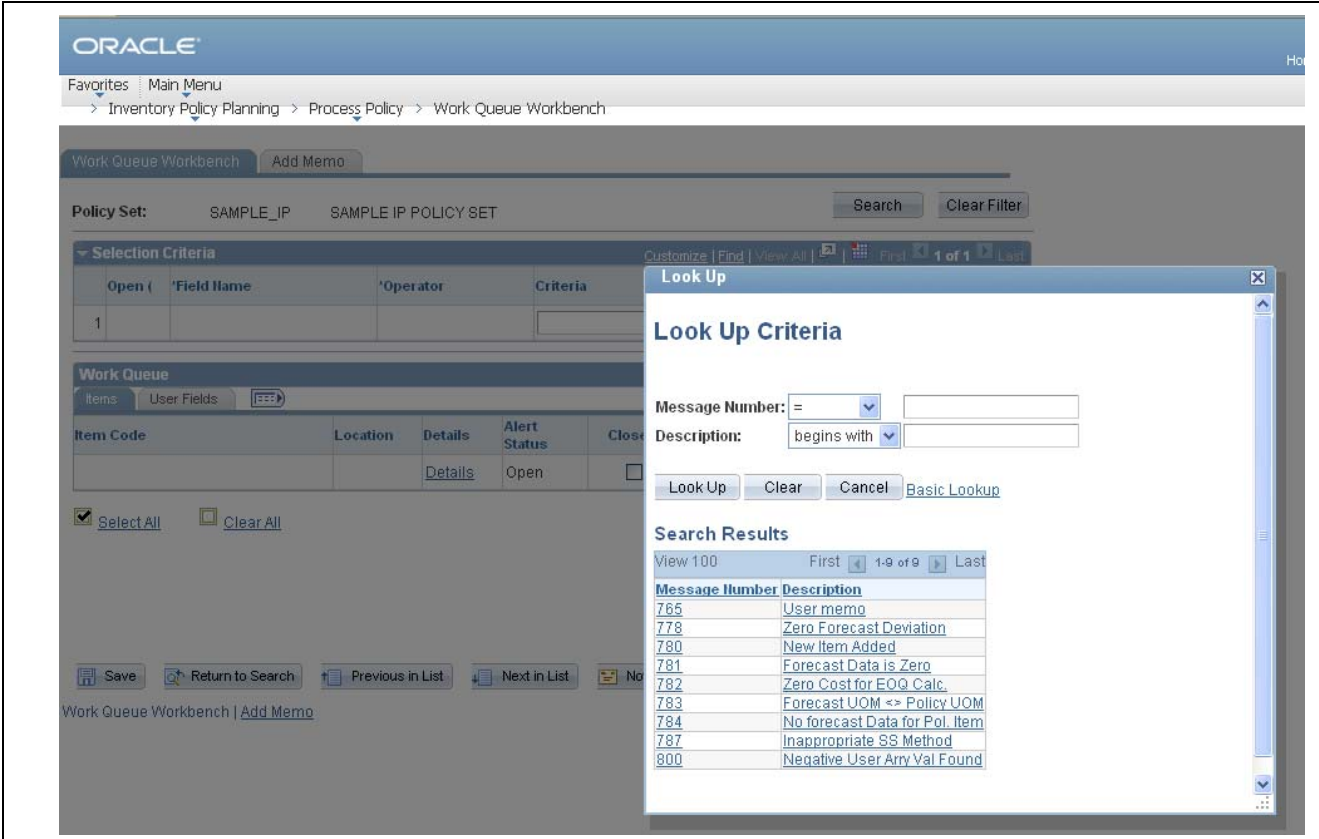 ORACLE
Favorites Main Menu
> Inventory Policy Planning > Process Policy > Work Queue Workbench
Work Queue Workbench Add Memo
Policy Set: SAMPLE_IP SAMPLE IP POLICY SET Search Clear Filter
Selection Criteria Customize | Find | View All | First 1 of 1 Last
Open ( *Field Name *Operator Criteria
1
Work Queue
Items User Fields
Item Code Location Details Alert Status
Details Open
Select All Clear All
Save Return to Search Previous in List Next in List
Work Queue Workbench | Add Memo
Look Up
Look Up Criteria
Message Number: =
Description: begins with
Look Up Clear Cancel Basic Lookup
Search Results
View 100 First 1-9 of 9 Last
Message Number Description
765 User memo
778 Zero Forecast Deviation
780 New Item Added
781 Forecast Data is Zero
782 Zero Cost for EOQ Calc.
783 Forecast UOM <> Policy UOM
784 No forecast Data for Pol. Item
787 Inappropriate SS Method
800 Negative User Arry Val Found